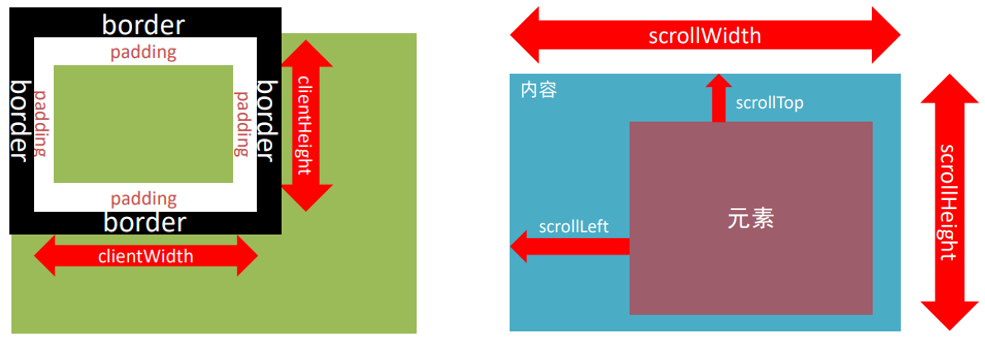 border
padding
border
padding
padding
border
clientHeight
padding
border
clientWidth
scrollWidth
内容
scrollTop
元素
scrollLeft
scrollHeight